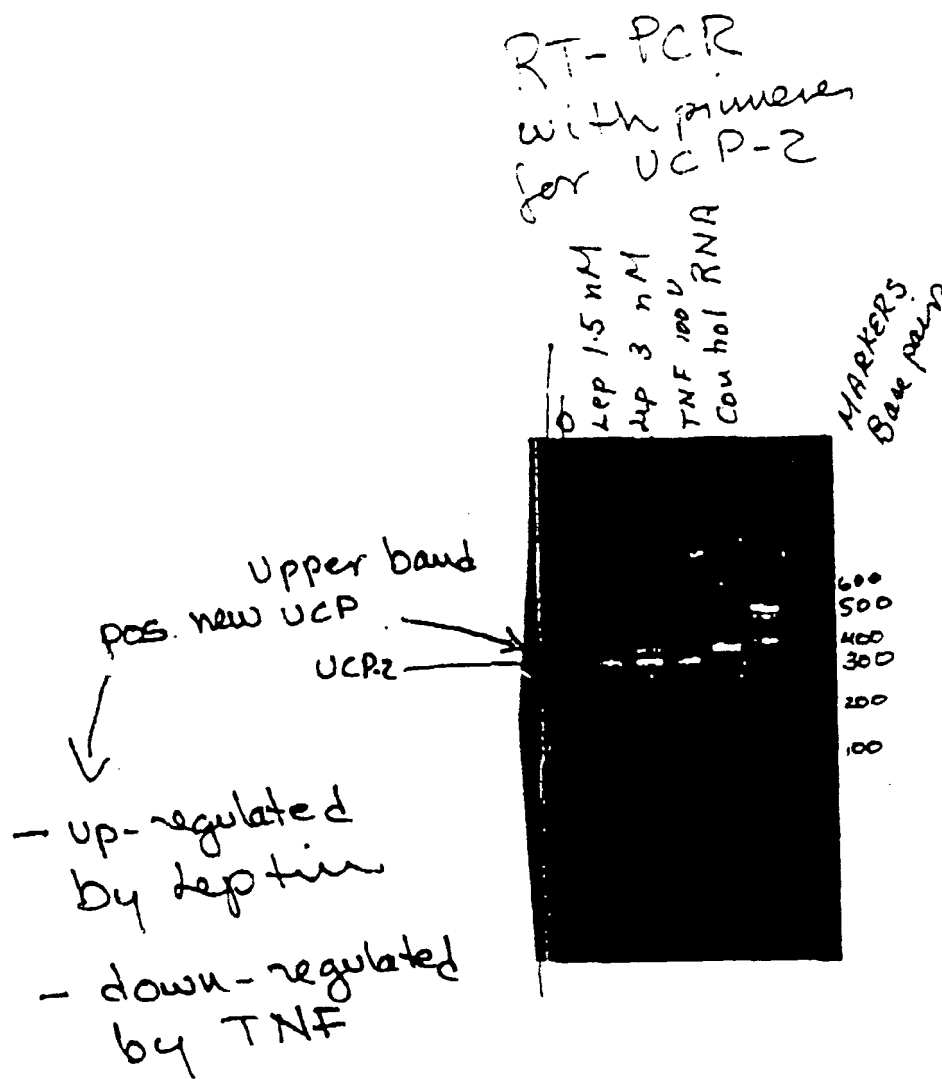 RT-PCR
with primeres
for UCP-2
Ø
Lep 1.5 nM
Lep 3 nM
TNF 100 U
Control RNA
MARKERS
Base pairs
Upper band
pos. new UCP
UCP-2
600
500
400
300
200
100
- up-regulated
by Leptin
- down-regulated
by TNF